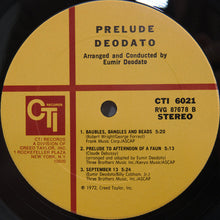 PRELUDE
DEODATO
Arranged and Conducted by
Eumir Deodato
CTI 6021
RVG 87678 B
STEREO
CTI
RECORDS
CTI RECORDS
A DIVISION OF
CREED TAYLOR, INC.
1 ROCKEFELLER PLAZA
NEW YORK, N.Y.
10020
1. BAUBLES, BANGLES AND BEADS - 5:20
(Robert Wright/George Forrest)
Frank Music Corp./ASCAP
2. PRELUDE TO AFTERNOON OF A FAUN - 5:13
(Claude Debussy)
(arranged and adapted by Eumir Deodato)
Three Brothers Music, Inc./ASCAP
3. SEPTEMBER 13 - 5:24
(Eumir Deodato/Billy Cobham, Jr.)
Three Brothers Mus. Inc./ASCAP
℗ 1972, Creed Taylor, Inc.